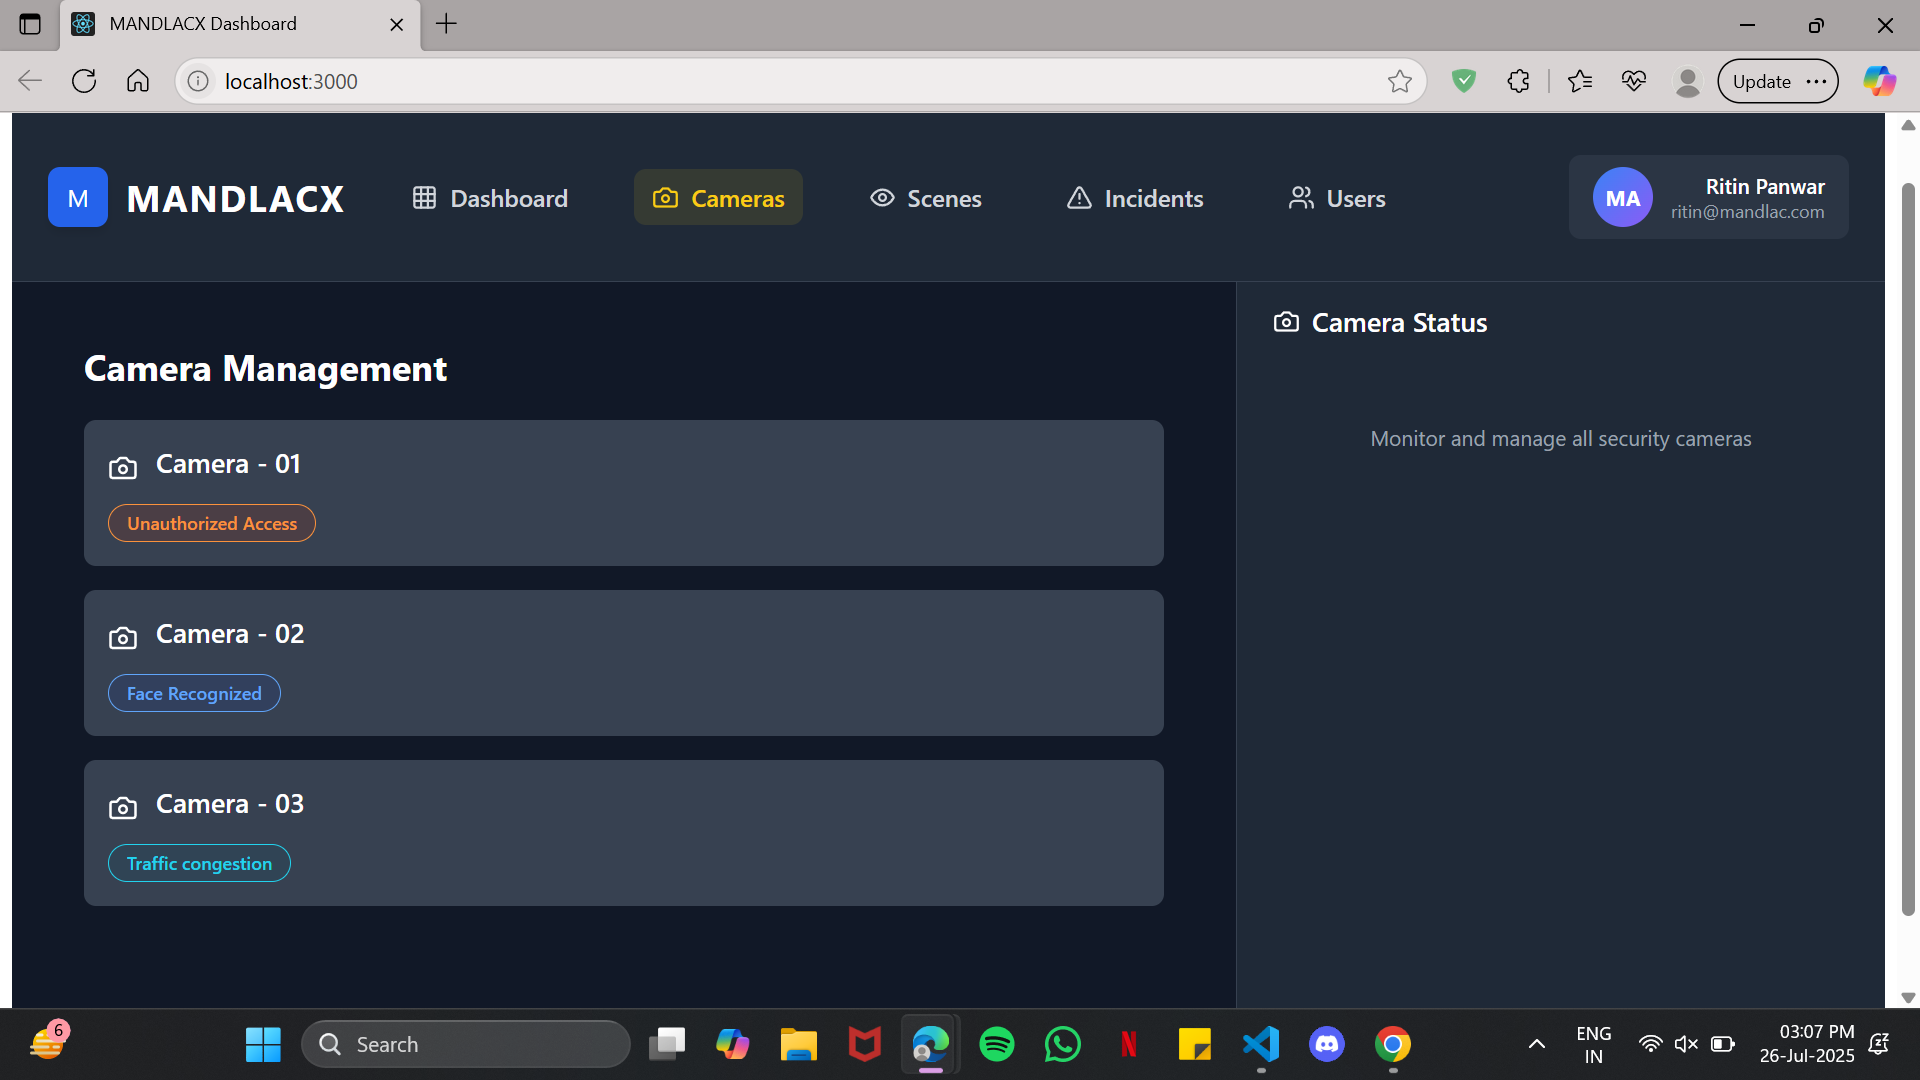 MANDLACX Dashboard
localhost:3000
Update
M
MANDLACX
Dashboard
Cameras
Scenes
Incidents
Users
MA
Ritin Panwar
ritin@mandlac.com
Camera Management
Camera - 01
Unauthorized Access
Camera - 02
Face Recognized
Camera - 03
Traffic congestion
Camera Status
Monitor and manage all security cameras
6
Search
N
ENG
IN
03:07 PM
26-Jul-2025